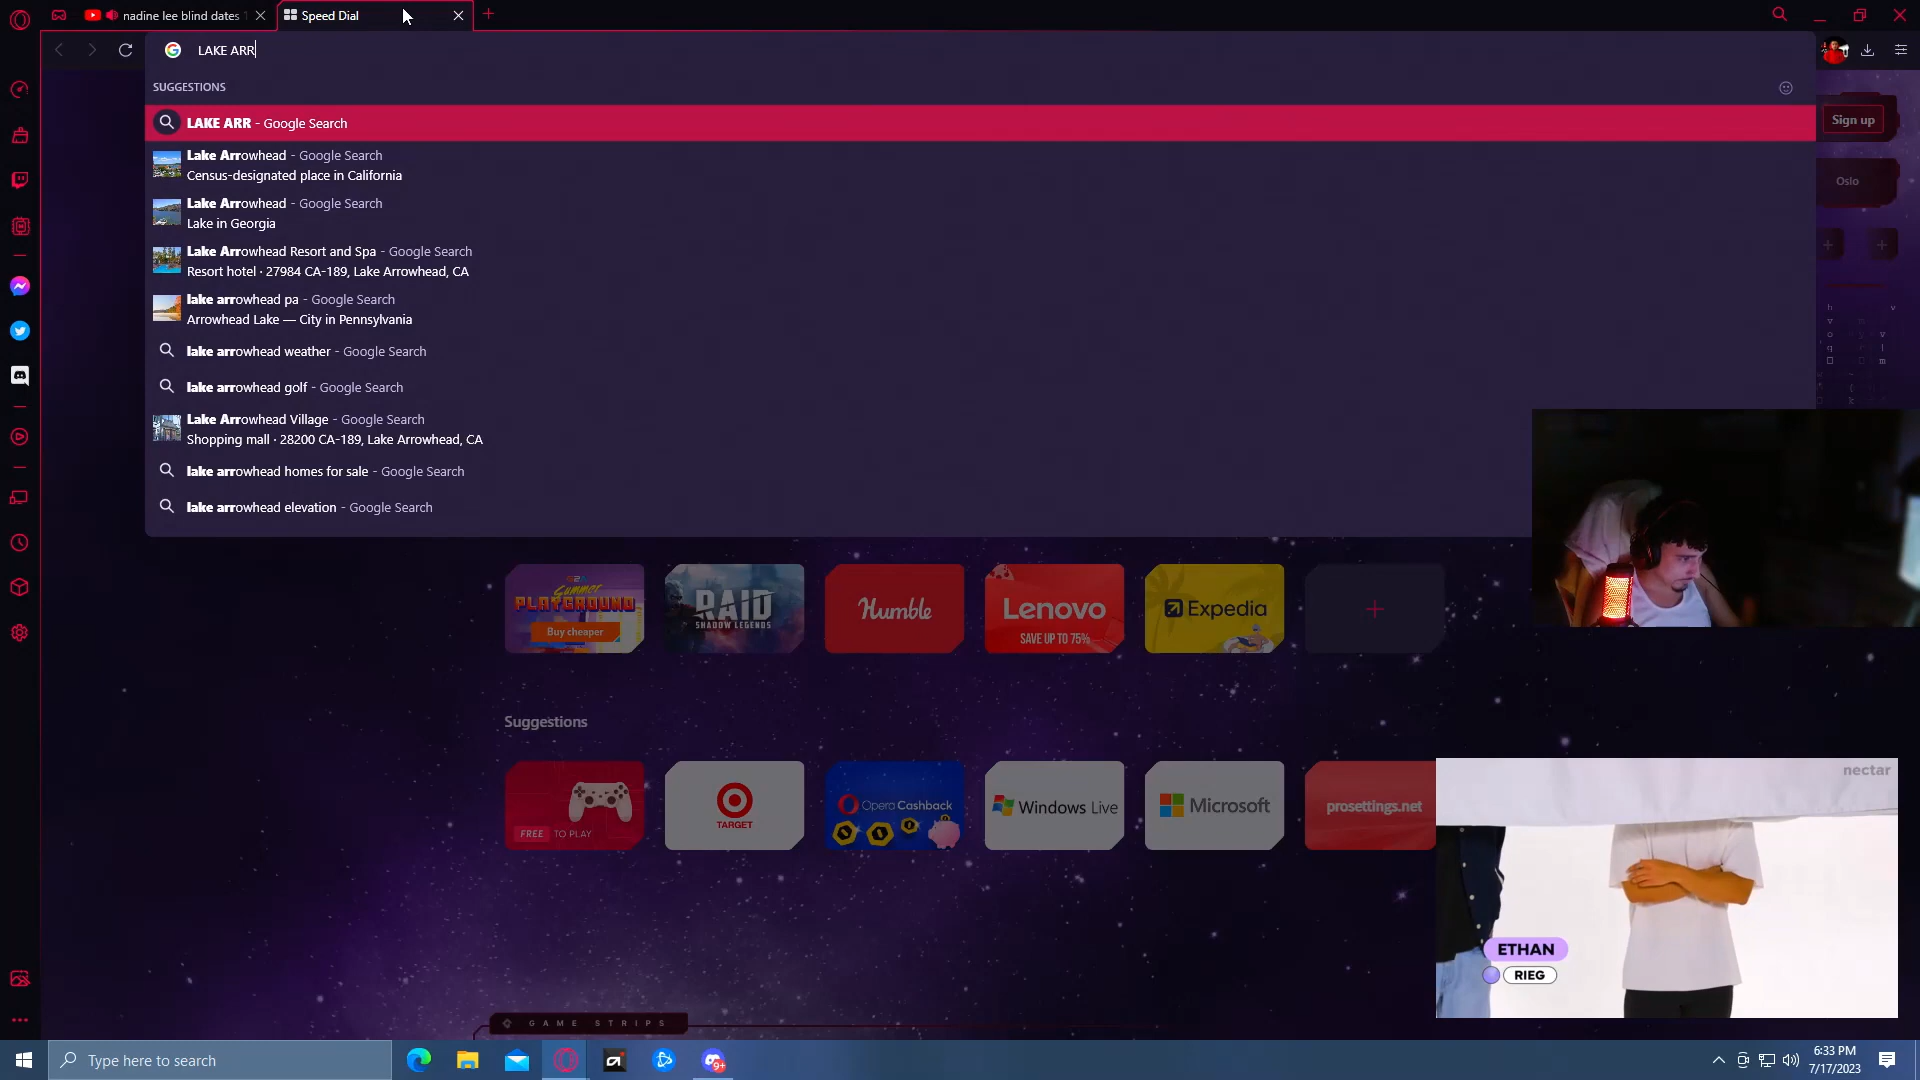 nadine lee blind dates
Speed Dial
LAKE ARR
SUGGESTIONS
LAKE ARR - Google Search
Lake Arrowhead - Google Search
Census-designated place in California
Lake Arrowhead - Google Search
Lake in Georgia
Lake Arrowhead Resort and Spa - Google Search
Resort hotel · 27984 CA-189, Lake Arrowhead, CA
lake arrowhead pa - Google Search
Arrowhead Lake — City in Pennsylvania
lake arrowhead weather - Google Search
lake arrowhead golf - Google Search
Lake Arrowhead Village - Google Search
Shopping mall · 28200 CA-189, Lake Arrowhead, CA
lake arrowhead homes for sale - Google Search
lake arrowhead elevation - Google Search
Sign up
Oslo
Summer
PLAYGROUND
Buy cheaper
RAID
SHADOW LEGENDS
Humble
Lenovo
SAVE UP TO 75%
Expedia
Suggestions
FREE TO PLAY
TARGET
Opera Cashback
Windows Live
Microsoft
prosettings.net
nectar
ETHAN
RIEG
GAME STRIPS
Type here to search
9+
6:33 PM
7/17/2023